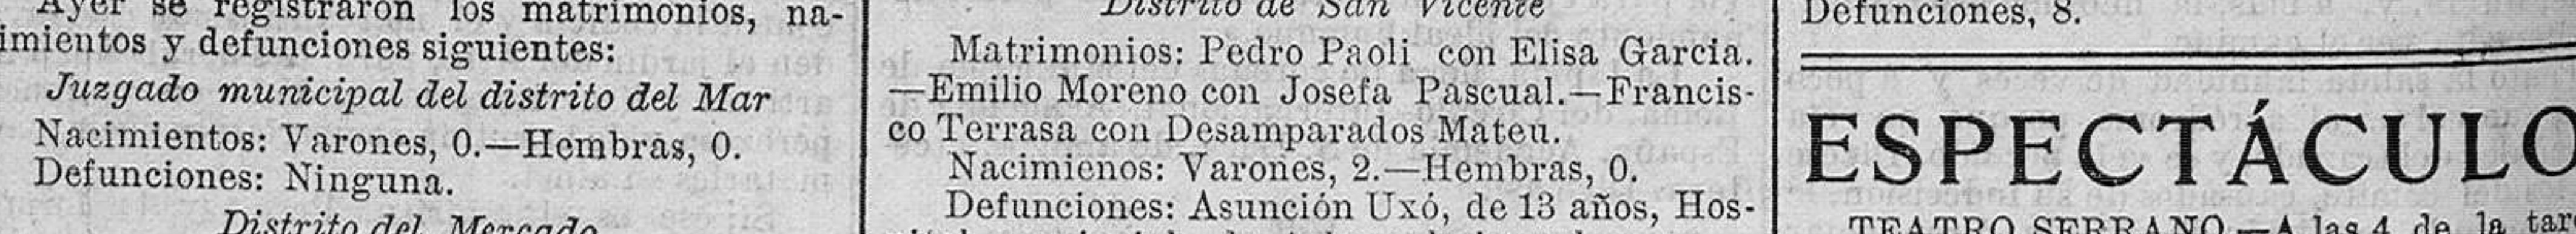 Ayer se registraron los matrimonios, na-
imientos y defunciones siguientes:
Juzgado municipal del distrito del Mar
Nacimientos: Varones, 0.—Hembras, 0.
Defunciones: Ninguna.
Distrito del Mercado
Distrito de San Vicente
Matrimonios: Pedro Paoli con Elisa Garcia.
—Emilio Moreno con Josefa Pascual.—Francis-
co Terrasa con Desamparados Mateu.
Nacimienos: Varones, 2.—Hembras, 0.
Defunciones: Asunción Uxó, de 13 años, Hos-
Defunciones, 8.
ESPECTÁCULO
TEATRO SERRANO.—A las 4 de la tar